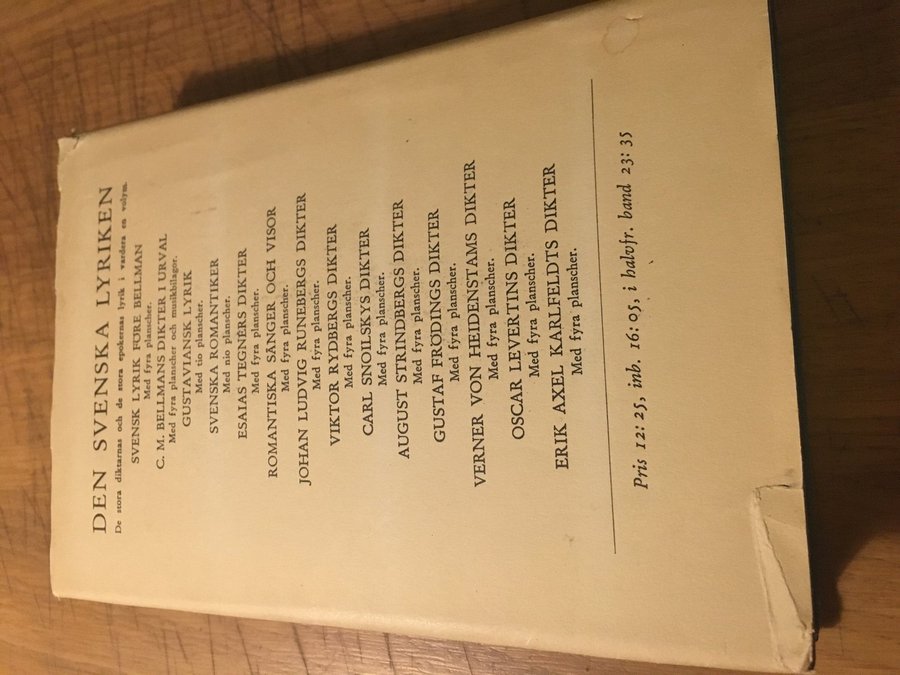 DEN SVENSKA LYRIKEN
De stora diktarnas och de stora epokernas lyrik i vardera en volym.
SVENSK LYRIK FÖRE BELLMAN
Med fyra planscher.
C. M. BELLMANS DIKTER I URVAL
Med fyra planscher och musikbilagor.
GUSTAVIANSK LYRIK
Med tio planscher.
SVENSKA ROMANTIKER
Med nio planscher.
ESAIAS TEGNÉRS DIKTER
Med fyra planscher.
ROMANTISKA SÅNGER OCH VISOR
Med fyra planscher.
JOHAN LUDVIG RUNEBERGS DIKTER
Med fyra planscher.
VIKTOR RYDBERGS DIKTER
Med fyra planscher.
CARL SNOILSKYS DIKTER
Med fyra planscher.
AUGUST STRINDBERGS DIKTER
Med fyra planscher.
GUSTAF FRÖDINGS DIKTER
Med fyra planscher.
VERNER VON HEIDENSTAMS DIKTER
Med fyra planscher.
OSCAR LEVERTINS DIKTER
Med fyra planscher.
ERIK AXEL KARLFELDTS DIKTER
Med fyra planscher.
Pris 12: 25, inb. 16: 05, i halvfr. band 23: 35